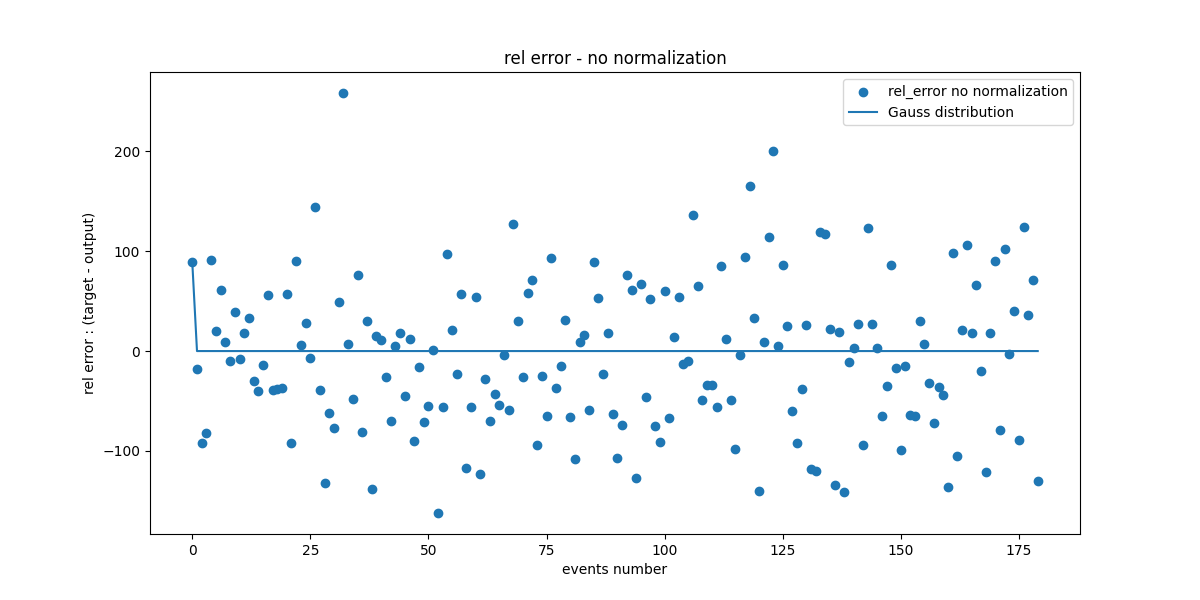 rel error - no normalization
rel_error no normalization
Gauss distribution
rel error : (target - output)
200
100
0
−100
0 25 50 75 100 125 150 175
events number